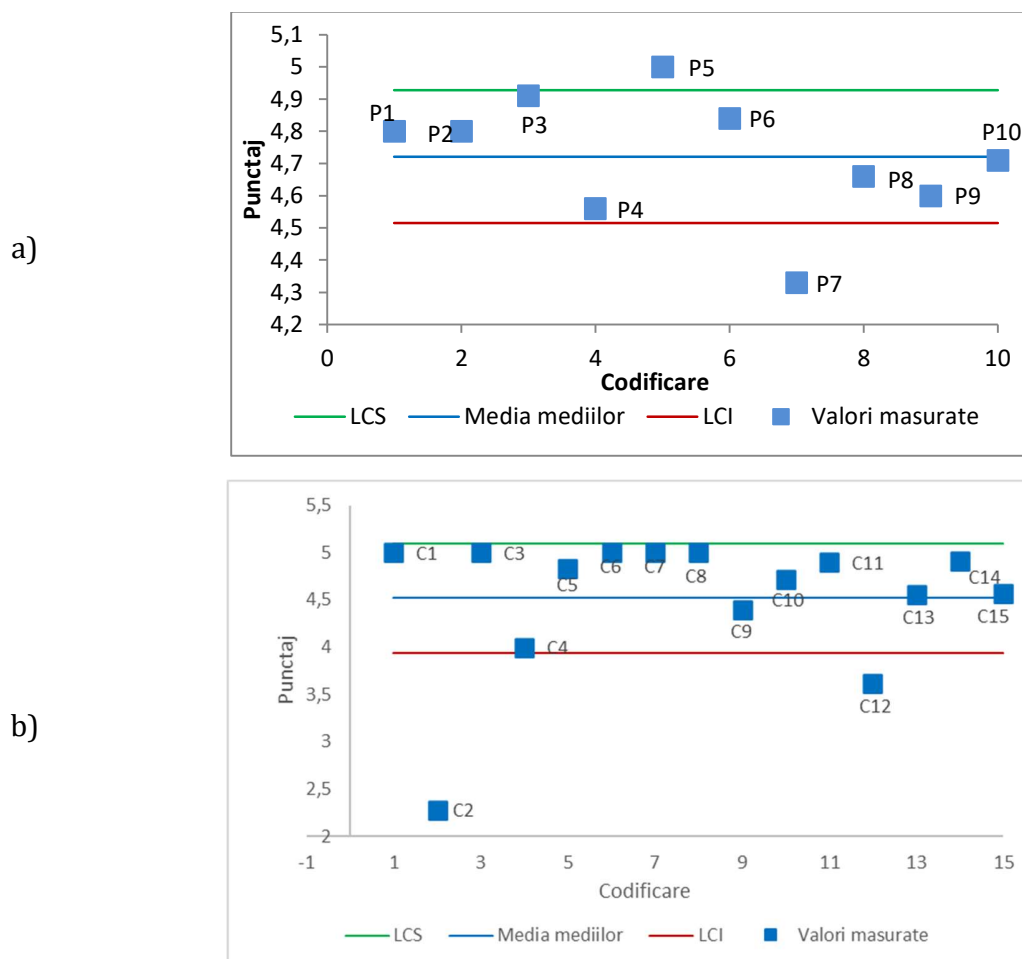 a)
5,1
5
4,9
4,8
4,7
4,6
4,5
4,4
4,3
4,2
Punctaj
P1
P2
P3
P4
P5
P6
P7
P8
P9
P10
0 2 4 6 8 10
Codificare
LCS Media mediilor LCI Valori masurate
b)
5,5
5
4,5
4
3,5
3
2,5
2
Punctaj
C1
C2
C3
C4
C5
C6
C7
C8
C9
C10
C11
C12
C13
C14
C15
-1 1 3 5 7 9 11 13 15
Codificare
LCS Media mediilor LCI Valori masurate